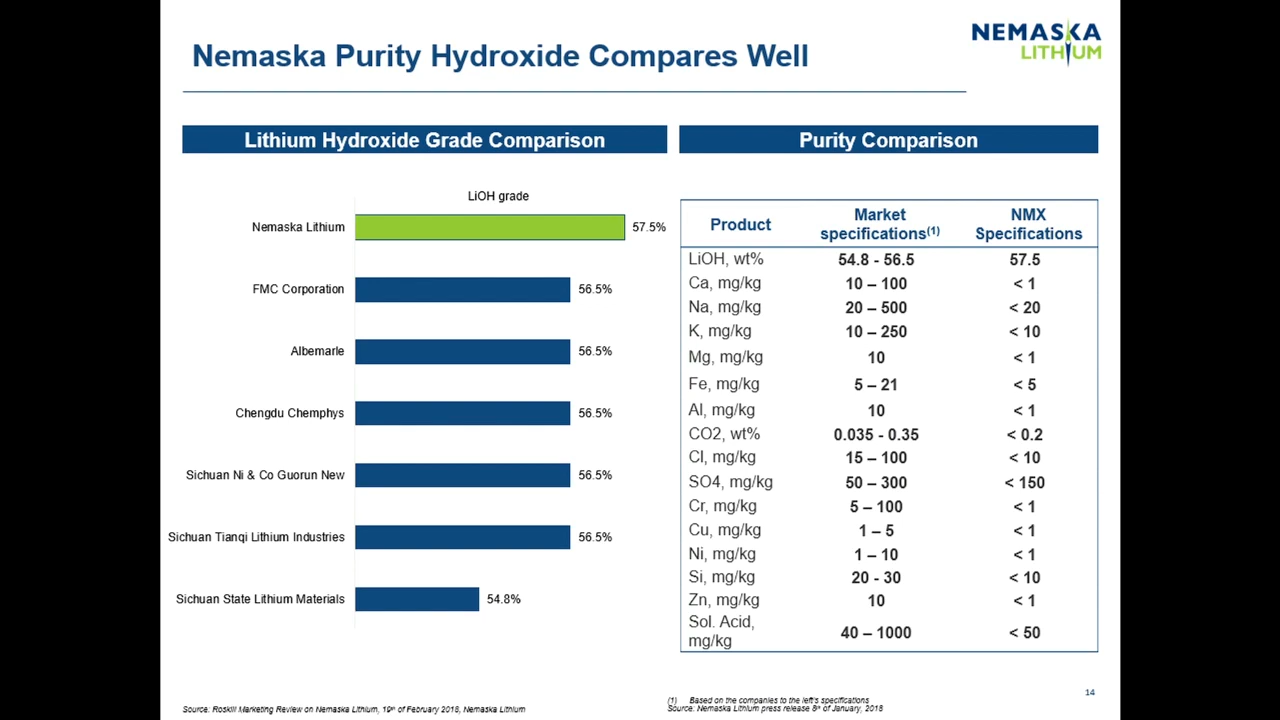 Nemaska Purity Hydroxide Compares Well
NEMASKA
LITHIUM
Lithium Hydroxide Grade Comparison
LiOH grade
Nemaska Lithium 57.5%
FMC Corporation 56.5%
Albemarle 56.5%
Chengdu Chemphys 56.5%
Sichuan Ni & Co Guorun New 56.5%
Sichuan Tianqi Lithium Industries 56.5%
Sichuan State Lithium Materials 54.8%
Purity Comparison
Product Market specifications(1) NMX Specifications
LiOH, wt% 54.8 - 56.5 57.5
Ca, mg/kg 10 – 100 < 1
Na, mg/kg 20 – 500 < 20
K, mg/kg 10 – 250 < 10
Mg, mg/kg 10 < 1
Fe, mg/kg 5 – 21 < 5
Al, mg/kg 10 < 1
CO2, wt% 0.035 - 0.35 < 0.2
Cl, mg/kg 15 – 100 < 10
SO4, mg/kg 50 – 300 < 150
Cr, mg/kg 5 – 100 < 1
Cu, mg/kg 1 – 5 < 1
Ni, mg/kg 1 – 10 < 1
Si, mg/kg 20 - 30 < 10
Zn, mg/kg 10 < 1
Sol. Acid, mg/kg 40 – 1000 < 50
14
(1) Based on the companies to the left's specifications
Source: Nemaska Lithium press release 8th of January, 2018
Source: Roskill Marketing Review on Nemaska Lithium, 19th of February 2018, Nemaska Lithium